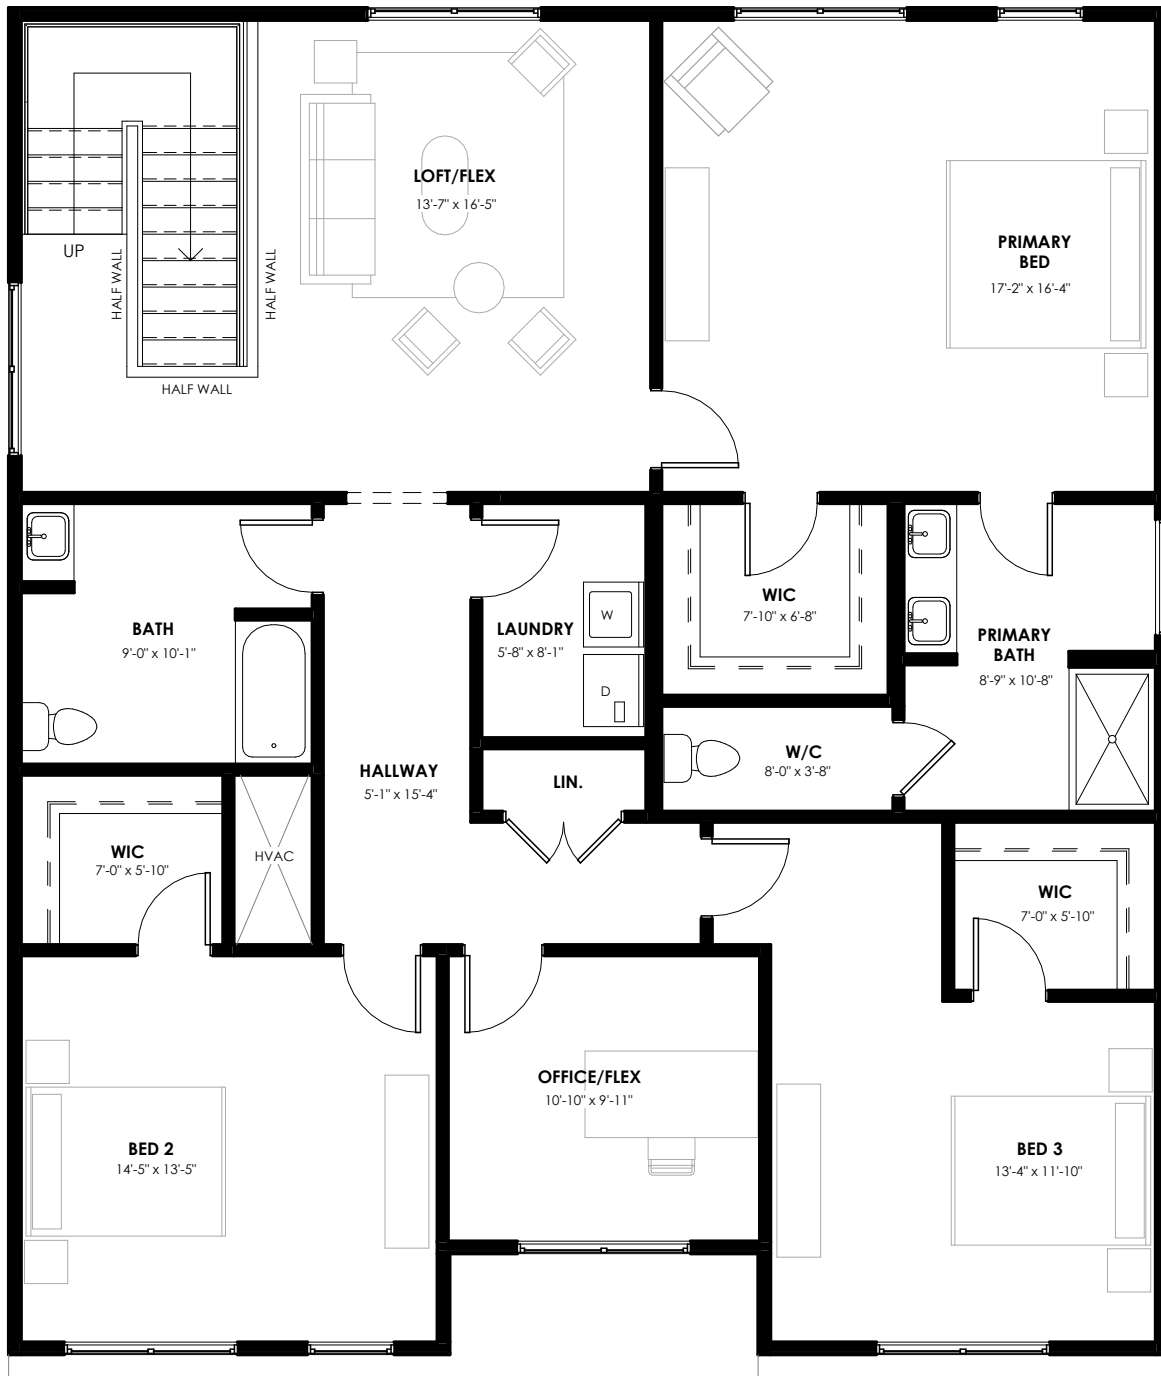 LOFT/FLEX
13'-7" x 16'-5"
UP
HALF WALL
HALF WALL
HALF WALL
PRIMARY
BED
17'-2" x 16'-4"
BATH
9'-0" x 10'-1"
LAUNDRY
5'-8" x 8'-1"
W
D
WIC
7'-10" x 6'-8"
PRIMARY
BATH
8'-9" x 10'-8"
W/C
8'-0" x 3'-8"
HALLWAY
5'-1" x 15'-4"
LIN.
WIC
7'-0" x 5'-10"
HVAC
WIC
7'-0" x 5'-10"
OFFICE/FLEX
10'-10" x 9'-11"
BED 2
14'-5" x 13'-5"
BED 3
13'-4" x 11'-10"